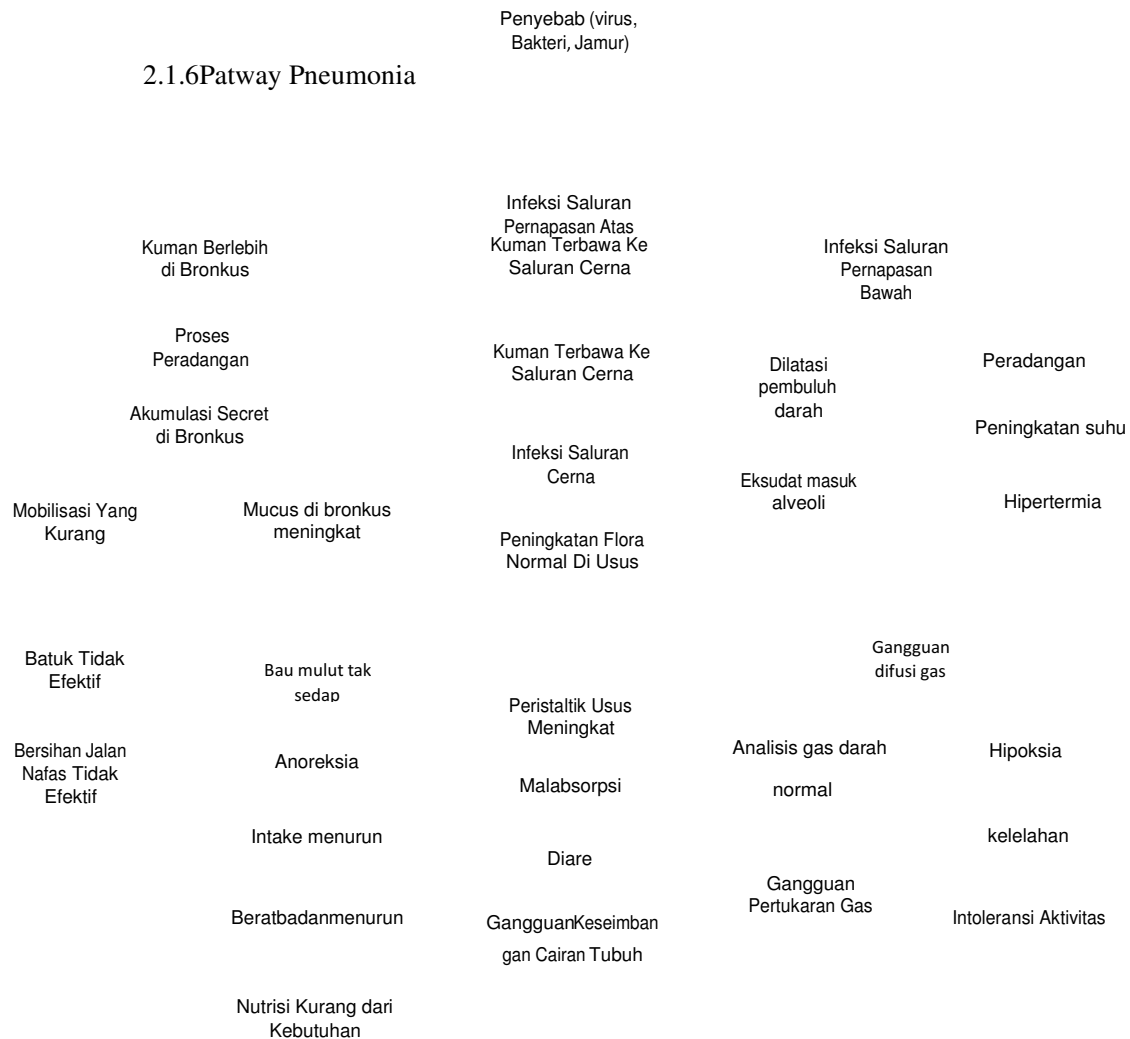 Penyebab (virus,
Bakteri, Jamur)
2.1.6Patway Pneumonia
Infeksi Saluran
Pernapasan Atas
Kuman Berlebih
di Bronkus
Kuman Terbawa Ke
Saluran Cerna
Infeksi Saluran
Pernapasan
Bawah
Proses
Peradangan
Kuman Terbawa Ke
Saluran Cerna
Dilatasi
pembuluh
darah
Peradangan
Akumulasi Secret
di Bronkus
Peningkatan suhu
Infeksi Saluran
Cerna
Eksudat masuk
alveoli
Hipertermia
Mobilisasi Yang
Kurang
Mucus di bronkus
meningkat
Peningkatan Flora
Normal Di Usus
Batuk Tidak
Efektif
Bau mulut tak
sedap
Gangguan
difusi gas
Peristaltik Usus
Meningkat
Bersihan Jalan
Nafas Tidak
Efektif
Anoreksia
Malabsorpsi
Analisis gas darah
normal
Hipoksia
Intake menurun
Diare
kelelahan
Gangguan
Pertukaran Gas
Beratbadanmenurun
GangguanKeseimban
gan Cairan Tubuh
Intoleransi Aktivitas
Nutrisi Kurang dari
Kebutuhan